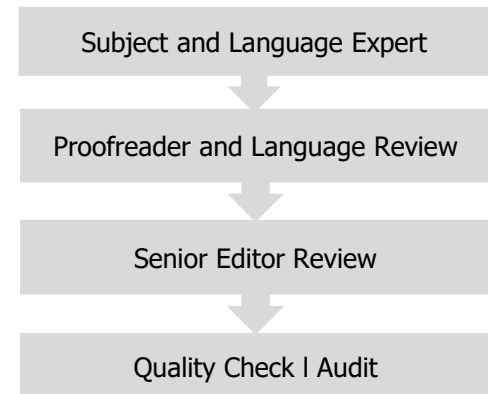 Subject and Language Expert
Proofreader and Language Review
Senior Editor Review
Quality Check l Audit